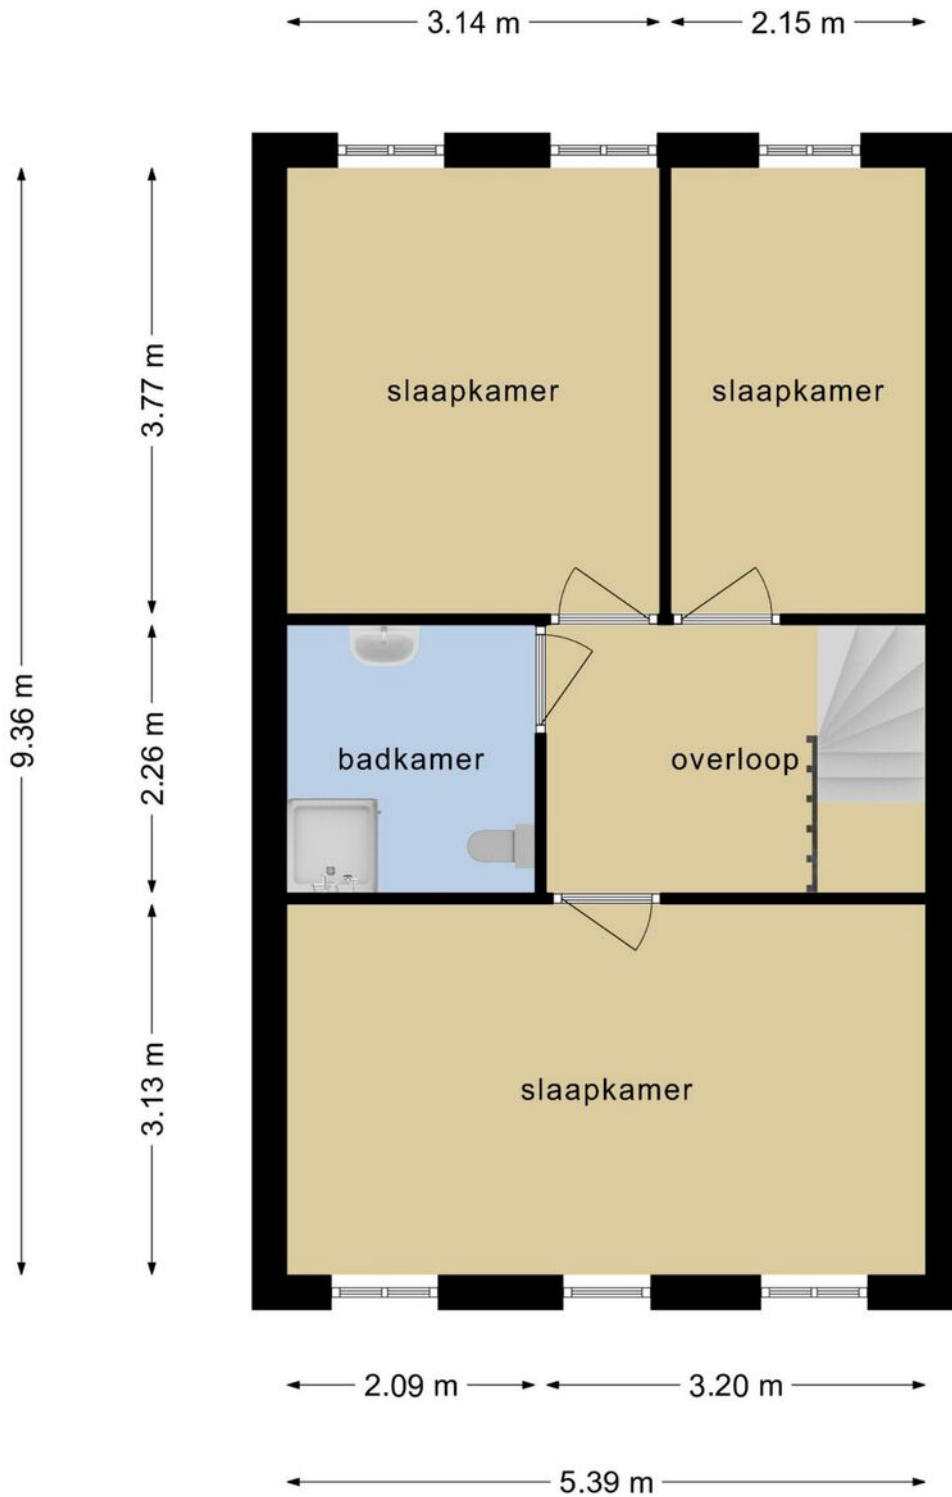 3.14 m
2.15 m
3.77 m
slaapkamer
slaapkamer
9.36 m
2.26 m
badkamer
overloop
3.13 m
slaapkamer
2.09 m
3.20 m
5.39 m